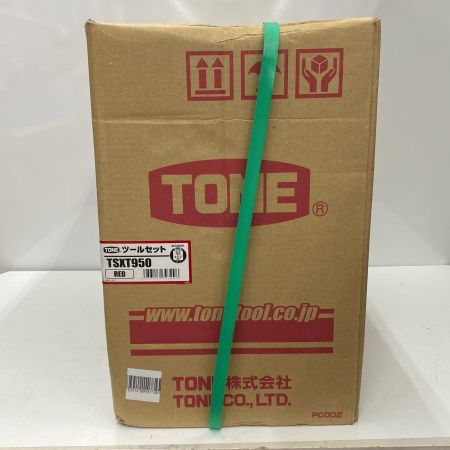 TONE
®
TONE ツールセット
TSXT950
RED
www.tonetool.co.jp
TONE株式会社
TONE CO., LTD.
PC002